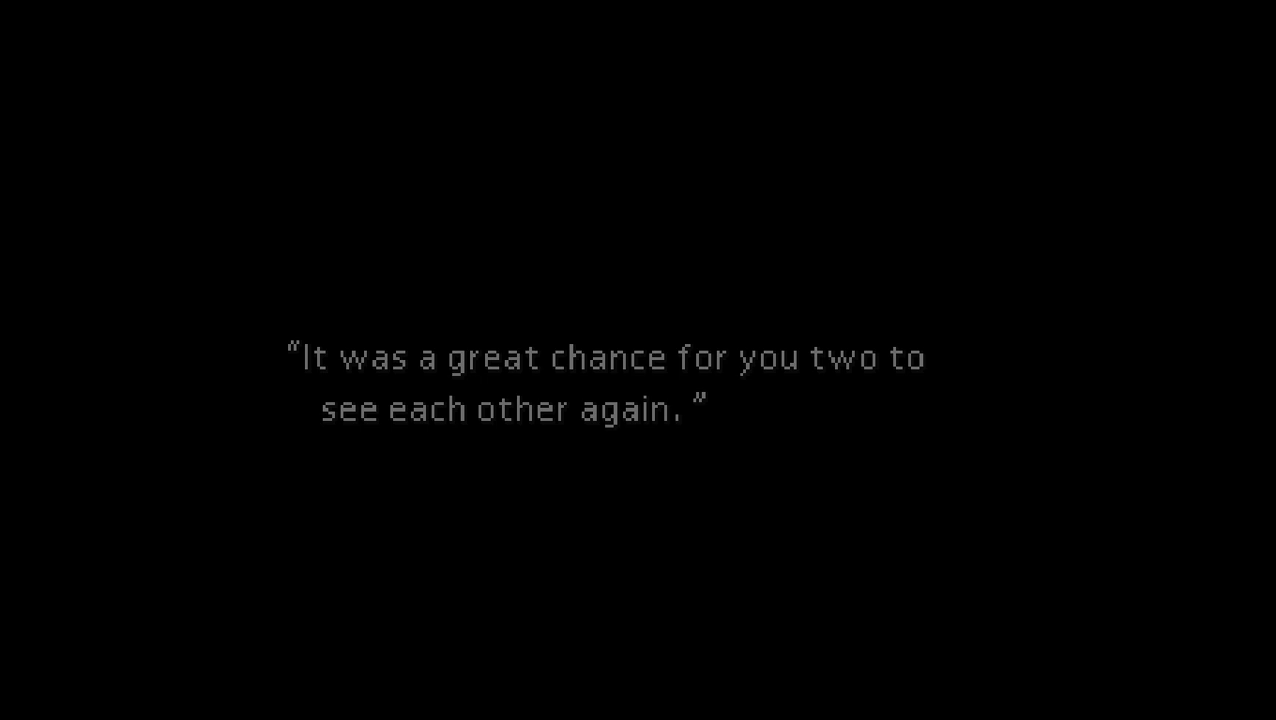 “It was a great chance for you two to
see each other again. ”